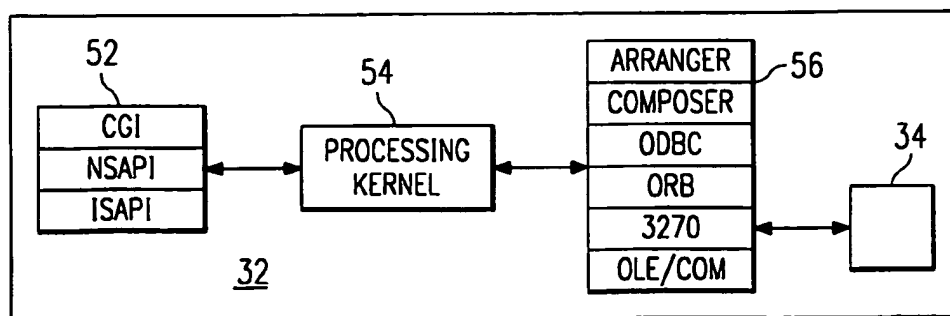 52
CGI
NSAPI
ISAPI
54
PROCESSING
KERNEL
56
ARRANGER
COMPOSER
ODBC
ORB
3270
OLE/COM
34
32